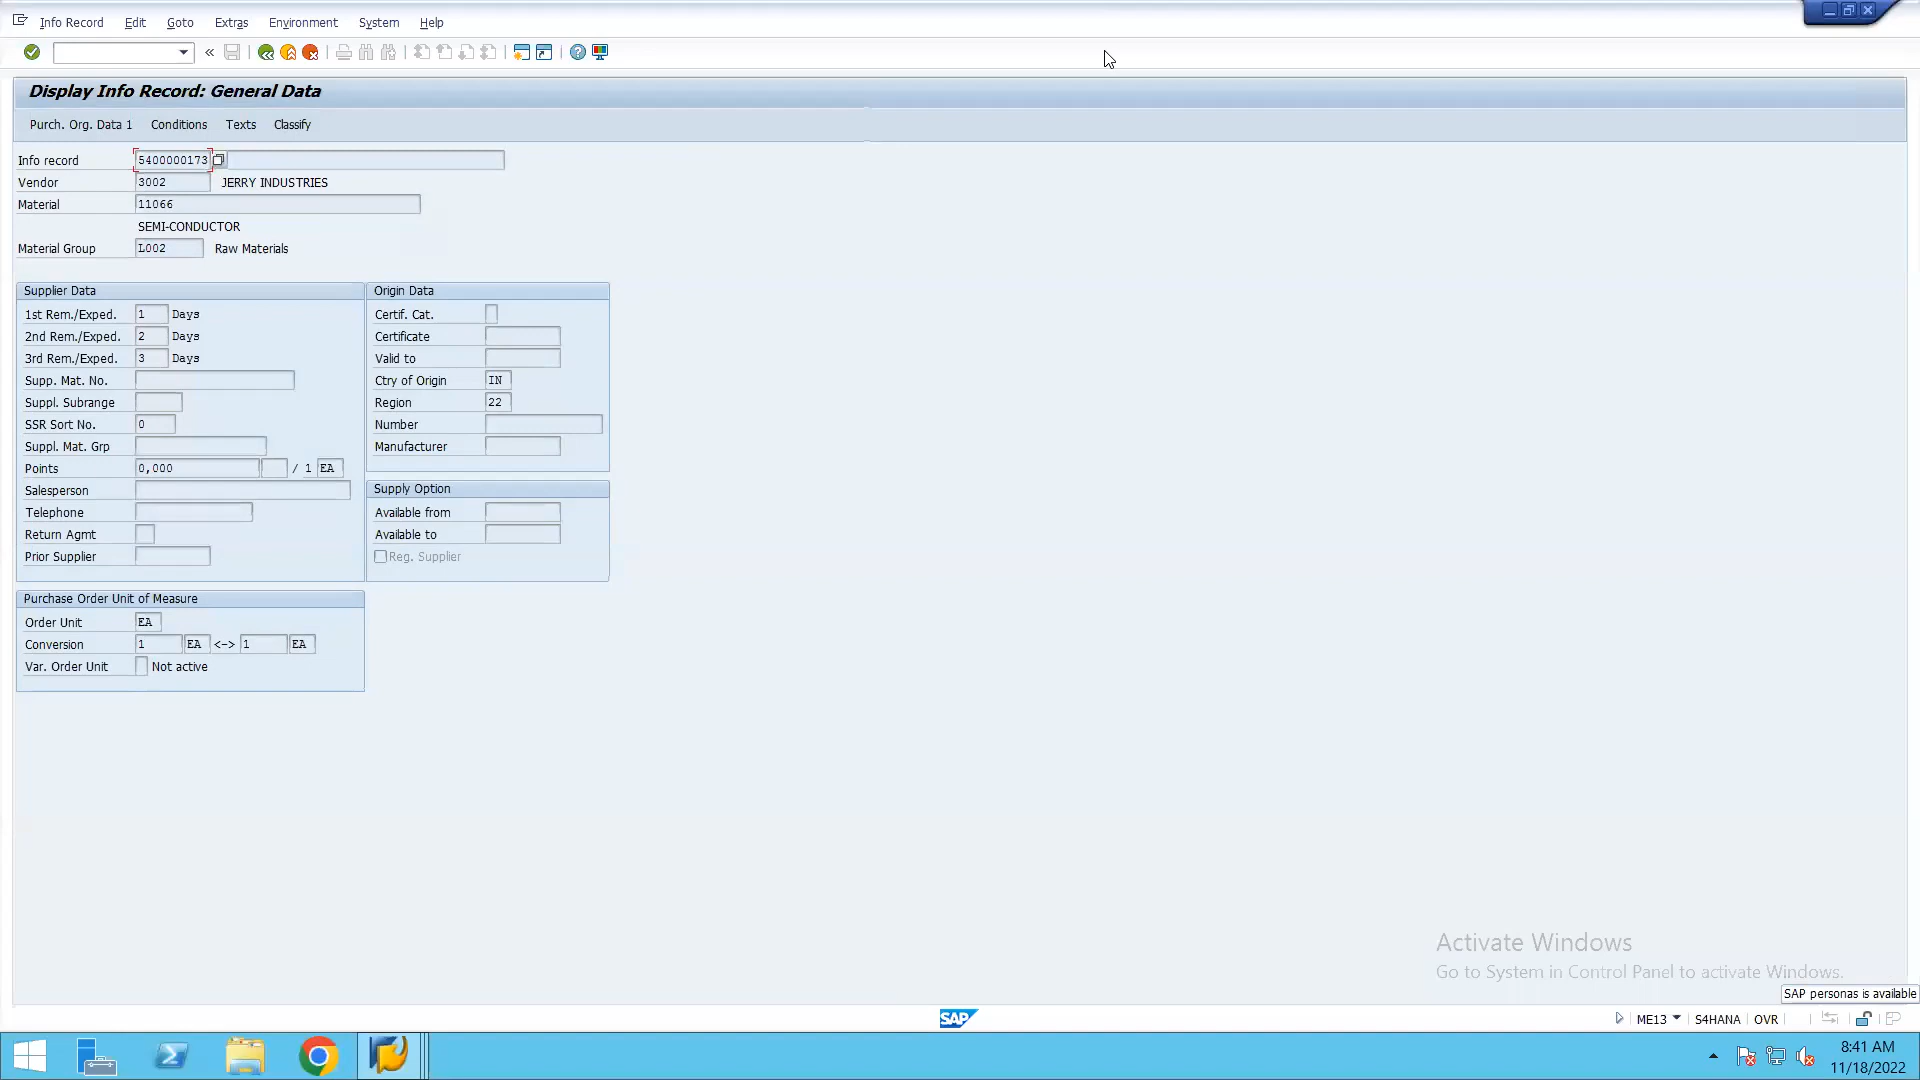 Info Record Edit Goto Extras Environment System Help
«
Display Info Record: General Data
Purch. Org. Data 1 Conditions Texts Classify
Info record 5400000173
Vendor 3002 JERRY INDUSTRIES
Material 11066
SEMI-CONDUCTOR
Material Group L002 Raw Materials
Supplier Data
1st Rem./Exped. 1 Days
2nd Rem./Exped. 2 Days
3rd Rem./Exped. 3 Days
Supp. Mat. No.
Suppl. Subrange
SSR Sort No. 0
Suppl. Mat. Grp
Points 0,000 / 1 EA
Salesperson
Telephone
Return Agmt
Prior Supplier
Origin Data
Certif. Cat.
Certificate
Valid to
Ctry of Origin IN
Region 22
Number
Manufacturer
Supply Option
Available from
Available to
Reg. Supplier
Purchase Order Unit of Measure
Order Unit EA
Conversion 1 EA <-> 1 EA
Var. Order Unit Not active
Activate Windows
Go to System in Control Panel to activate Windows.
SAP personas is available
SAP
ME13 S4HANA OVR
8:41 AM
11/18/2022